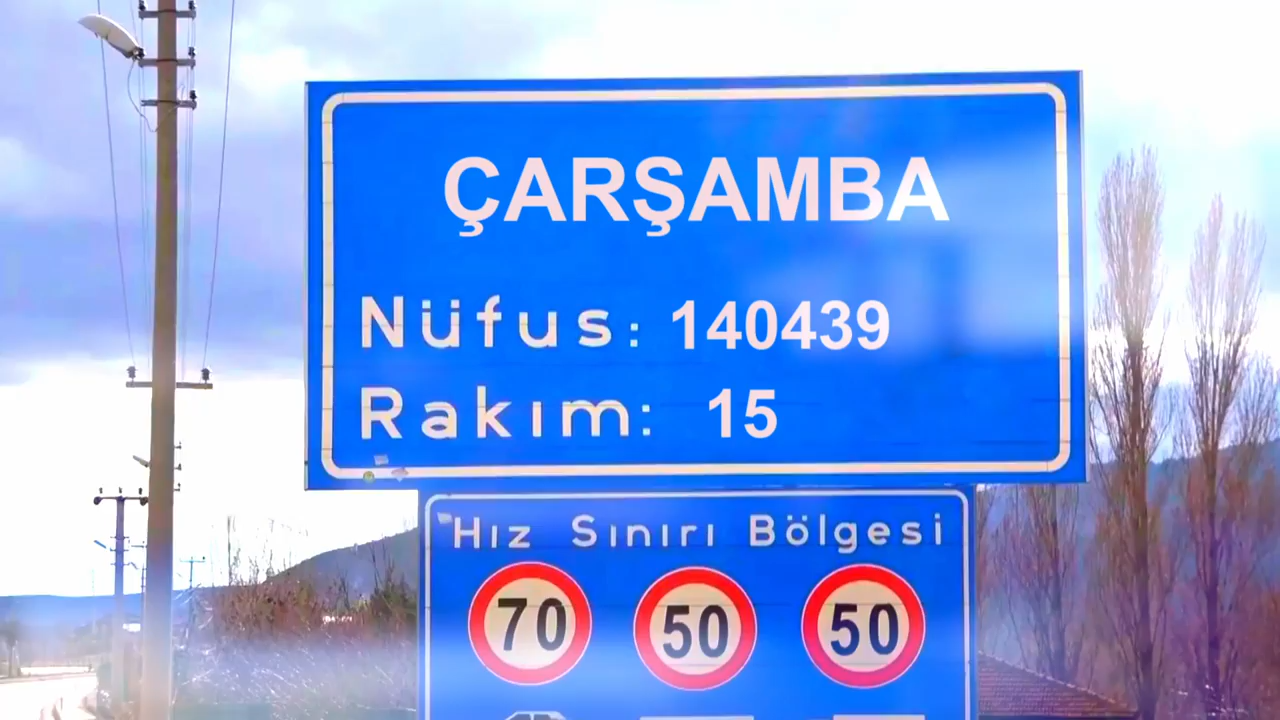 ÇARŞAMBA
Nüfus: 140439
Rakım: 15
Hız Sınırı Bölgesi
70 50 50